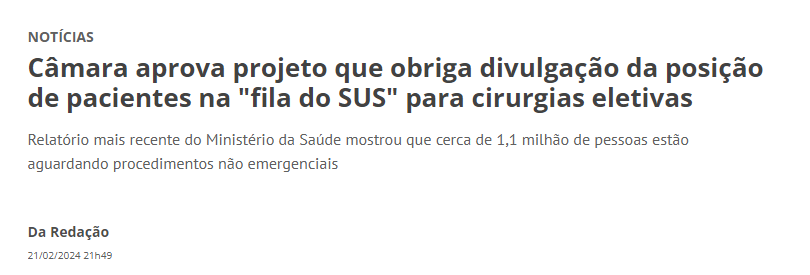 NOTÍCIAS
Câmara aprova projeto que obriga divulgação da posição
de pacientes na "fila do SUS" para cirurgias eletivas
Relatório mais recente do Ministério da Saúde mostrou que cerca de 1,1 milhão de pessoas estão
aguardando procedimentos não emergenciais
Da Redação
21/02/2024 21h49